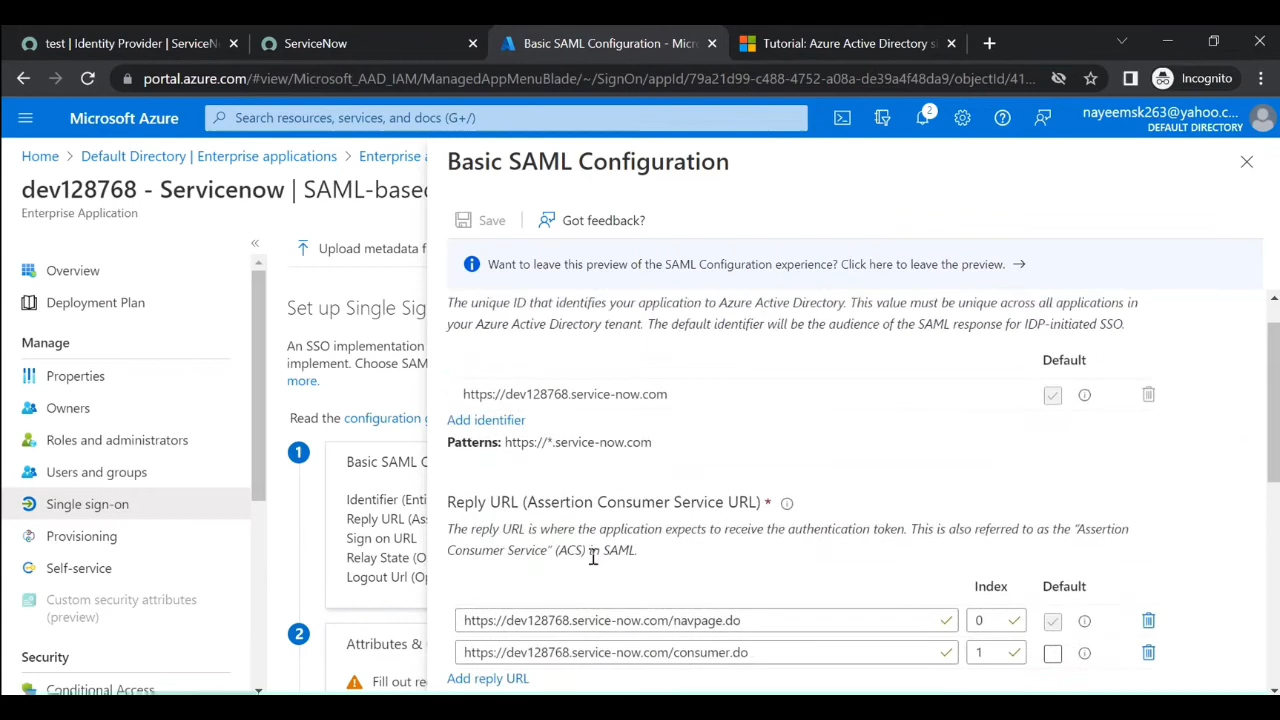 test | Identity Provider | ServiceN
ServiceNow
Basic SAML Configuration - Micr
Tutorial: Azure Active Directory si
portal.azure.com/#view/Microsoft_AAD_IAM/ManagedAppMenuBlade/~/SignOn/appId/79a21d99-c488-4752-a08a-de39a4f48da9/objectId/41...
Incognito
Microsoft Azure
Search resources, services, and docs (G+/)
2
nayeemsk263@yahoo.c...
DEFAULT DIRECTORY
Home > Default Directory | Enterprise applications > Enterprise a
dev128768 - Servicenow | SAML-based
Enterprise Application
«
Overview
Deployment Plan
Manage
Properties
Owners
Roles and administrators
Users and groups
Single sign-on
Provisioning
Self-service
Custom security attributes
(preview)
Security
Conditional Access
Upload metadata f
Set up Single Sig
An SSO implementation
implement. Choose SAM
more.
Read the configuration g
1
Basic SAML C
Identifier (Enti
Reply URL (Ass
Sign on URL
Relay State (O
Logout Url (Op
2
Attributes &
Fill out re
Basic SAML Configuration
Save
Got feedback?
Want to leave this preview of the SAML Configuration experience? Click here to leave the preview. →
The unique ID that identifies your application to Azure Active Directory. This value must be unique across all applications in
your Azure Active Directory tenant. The default identifier will be the audience of the SAML response for IDP-initiated SSO.
Default
https://dev128768.service-now.com
Add identifier
Patterns: https://*.service-now.com
Reply URL (Assertion Consumer Service URL) *
The reply URL is where the application expects to receive the authentication token. This is also referred to as the "Assertion
Consumer Service" (ACS) in SAML.
Index
Default
https://dev128768.service-now.com/navpage.do
0
https://dev128768.service-now.com/consumer.do
1
Add reply URL